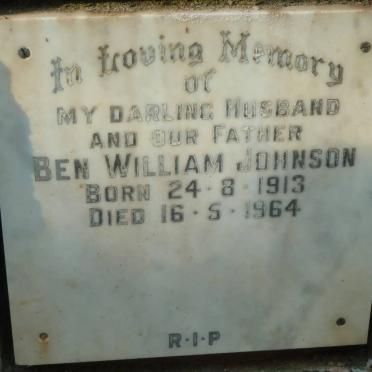 In Loving Memory
of
MY DARLING HUSBAND
AND OUR FATHER
BEN WILLIAM JOHNSON
BORN 24·8·1913
DIED 16·5·1964
R·I·P